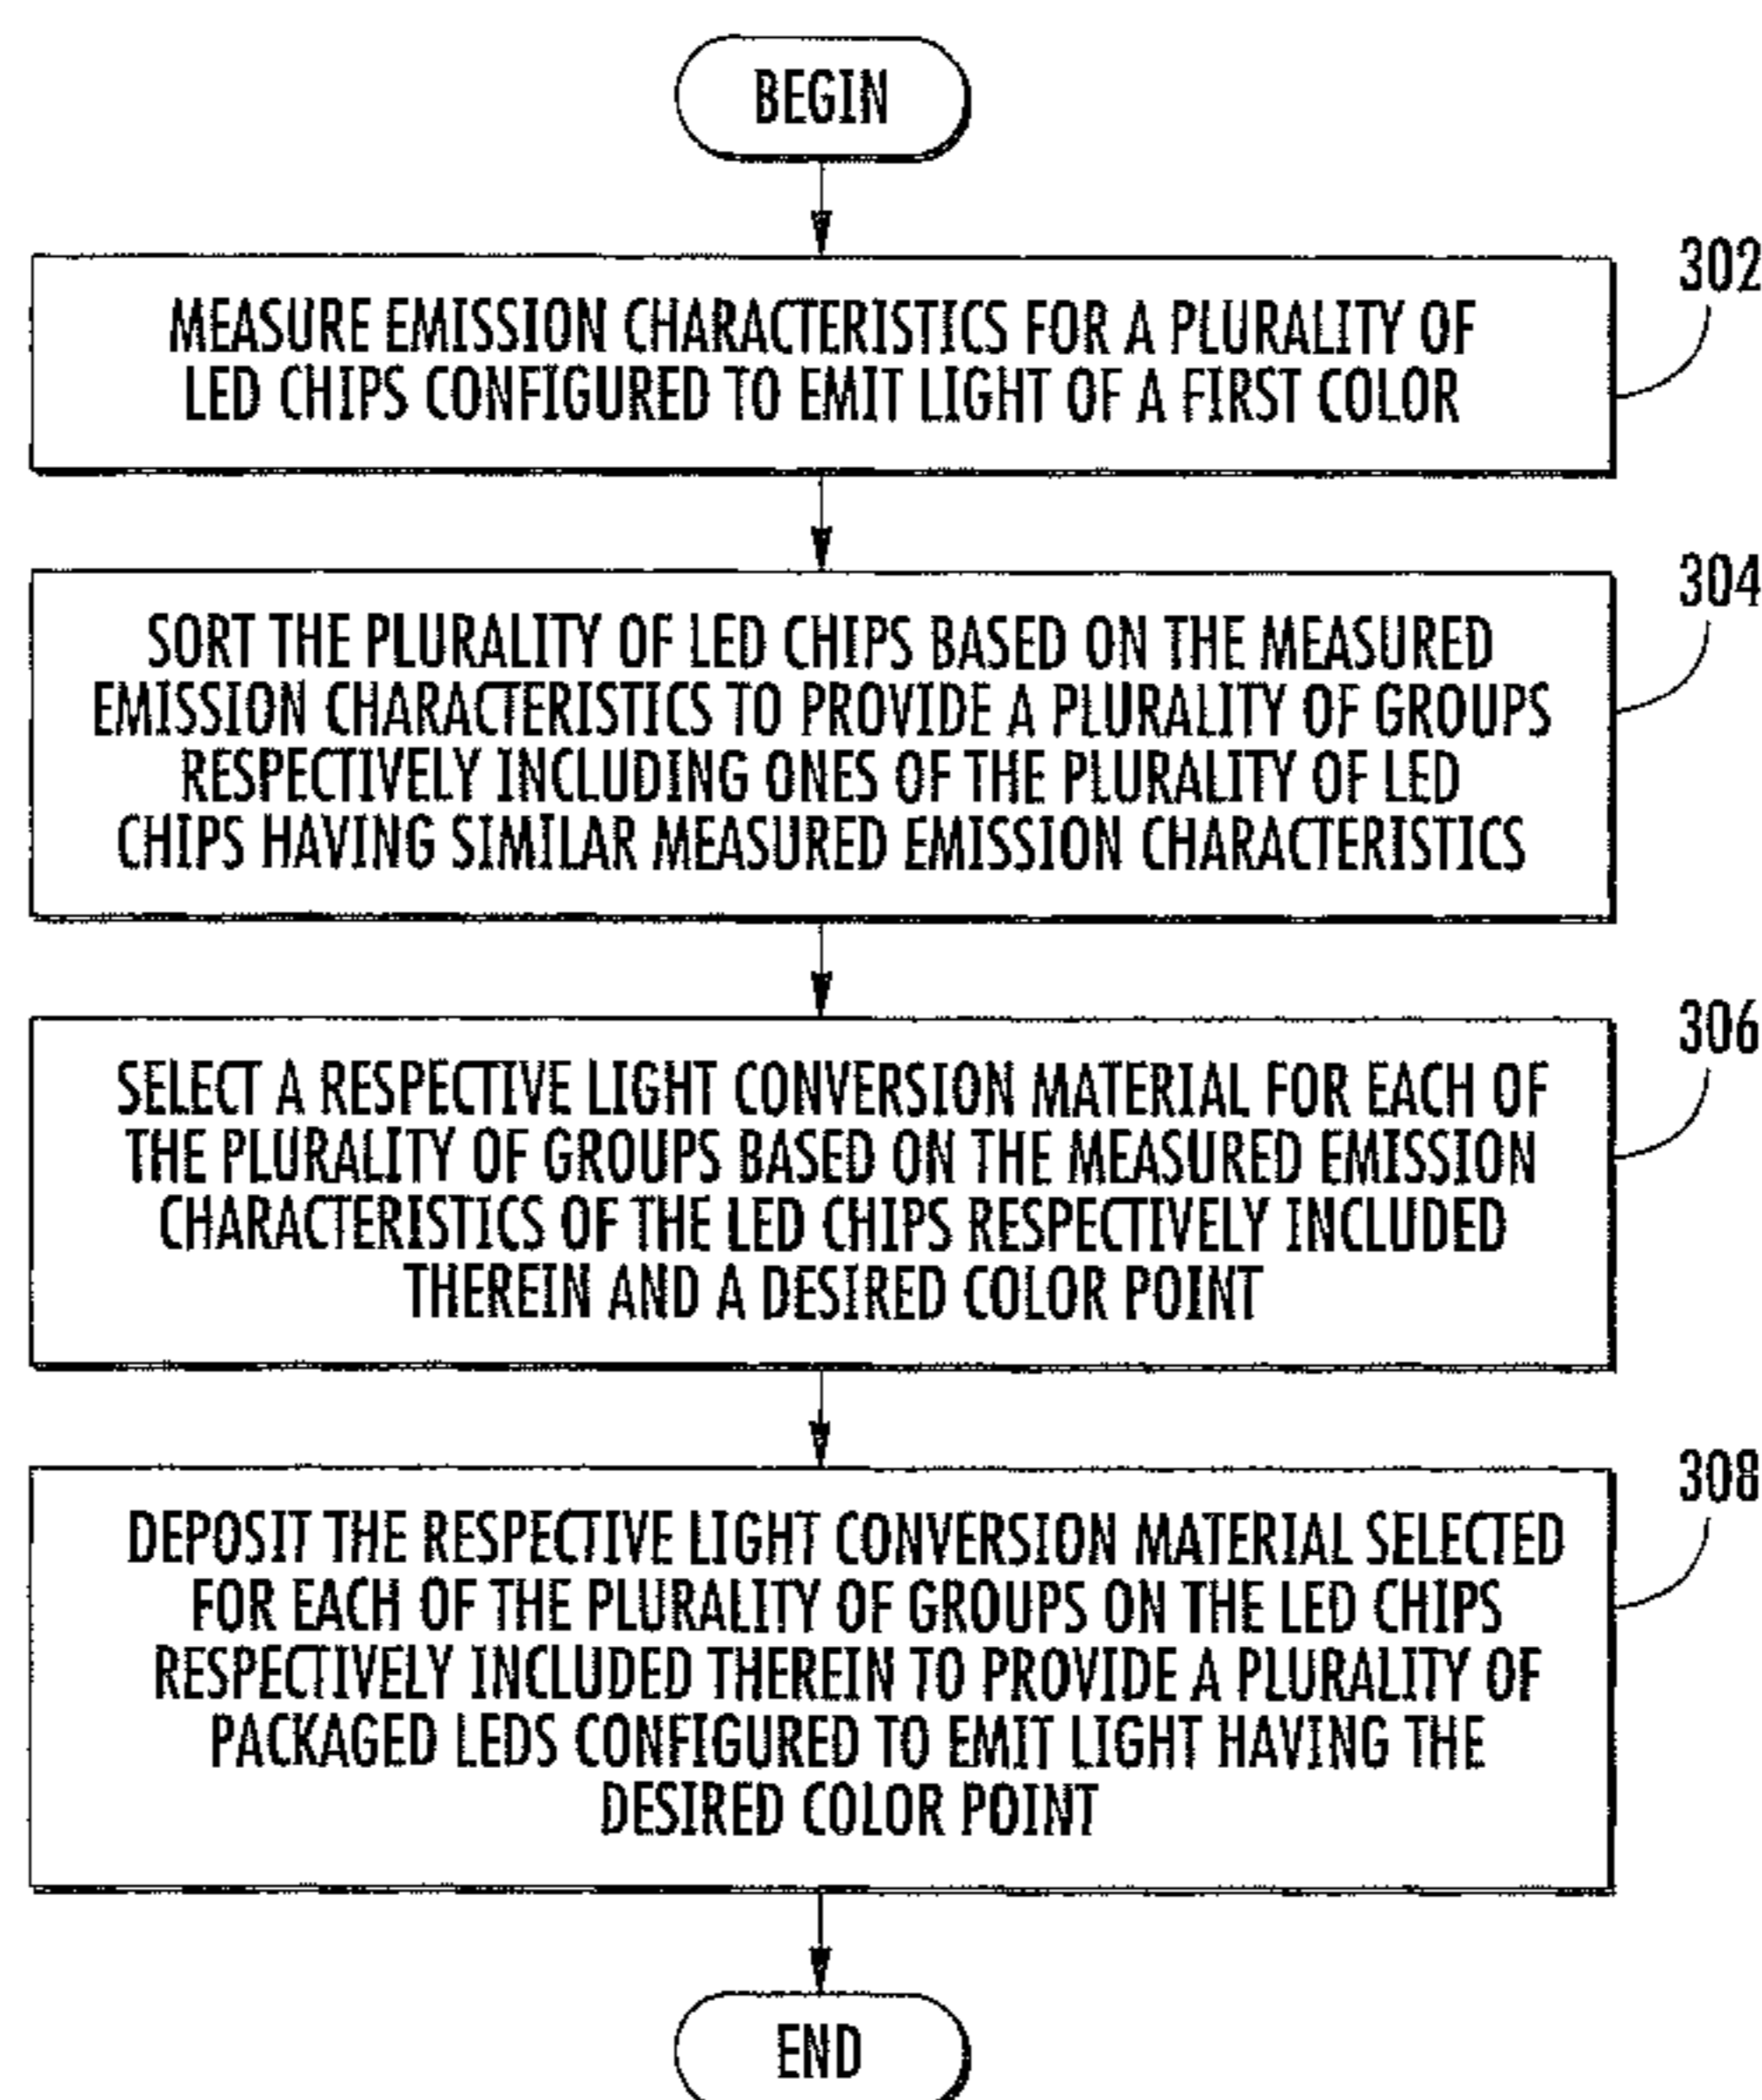 BEGIN
302
MEASURE EMISSION CHARACTERISTICS FOR A PLURALITY OF
LED CHIPS CONFIGURED TO EMIT LIGHT OF A FIRST COLOR
304
SORT THE PLURALITY OF LED CHIPS BASED ON THE MEASURED
EMISSION CHARACTERISTICS TO PROVIDE A PLURALITY OF GROUPS
RESPECTIVELY INCLUDING ONES OF THE PLURALITY OF LED
CHIPS HAVING SIMILAR MEASURED EMISSION CHARACTERISTICS
306
SELECT A RESPECTIVE LIGHT CONVERSION MATERIAL FOR EACH OF
THE PLURALITY OF GROUPS BASED ON THE MEASURED EMISSION
CHARACTERISTICS OF THE LED CHIPS RESPECTIVELY INCLUDED
THEREIN AND A DESIRED COLOR POINT
308
DEPOSIT THE RESPECTIVE LIGHT CONVERSION MATERIAL SELECTED
FOR EACH OF THE PLURALITY OF GROUPS ON THE LED CHIPS
RESPECTIVELY INCLUDED THEREIN TO PROVIDE A PLURALITY OF
PACKAGED LEDS CONFIGURED TO EMIT LIGHT HAVING THE
DESIRED COLOR POINT
END